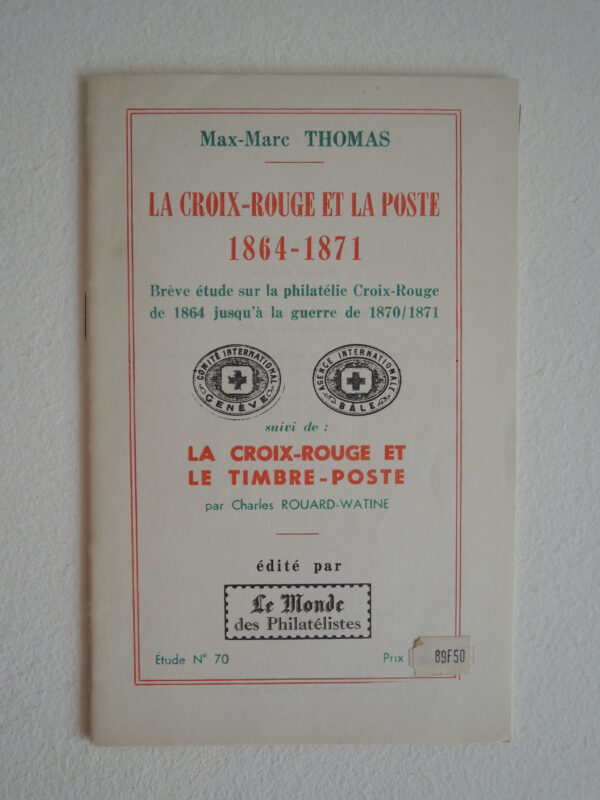 Max-Marc THOMAS
LA CROIX-ROUGE ET LA POSTE
1864-1871
Brève étude sur la philatélie Croix-Rouge
de 1864 jusqu'à la guerre de 1870/1871
COMITÉ INTERNATIONAL
GENÈVE
AGENCE INTERNATIONALE
BÂLE
suivi de :
LA CROIX-ROUGE ET
LE TIMBRE-POSTE
par Charles ROUARD-WATINE
édité par
Le Monde
des Philatélistes
Étude N° 70
Prix
89F50